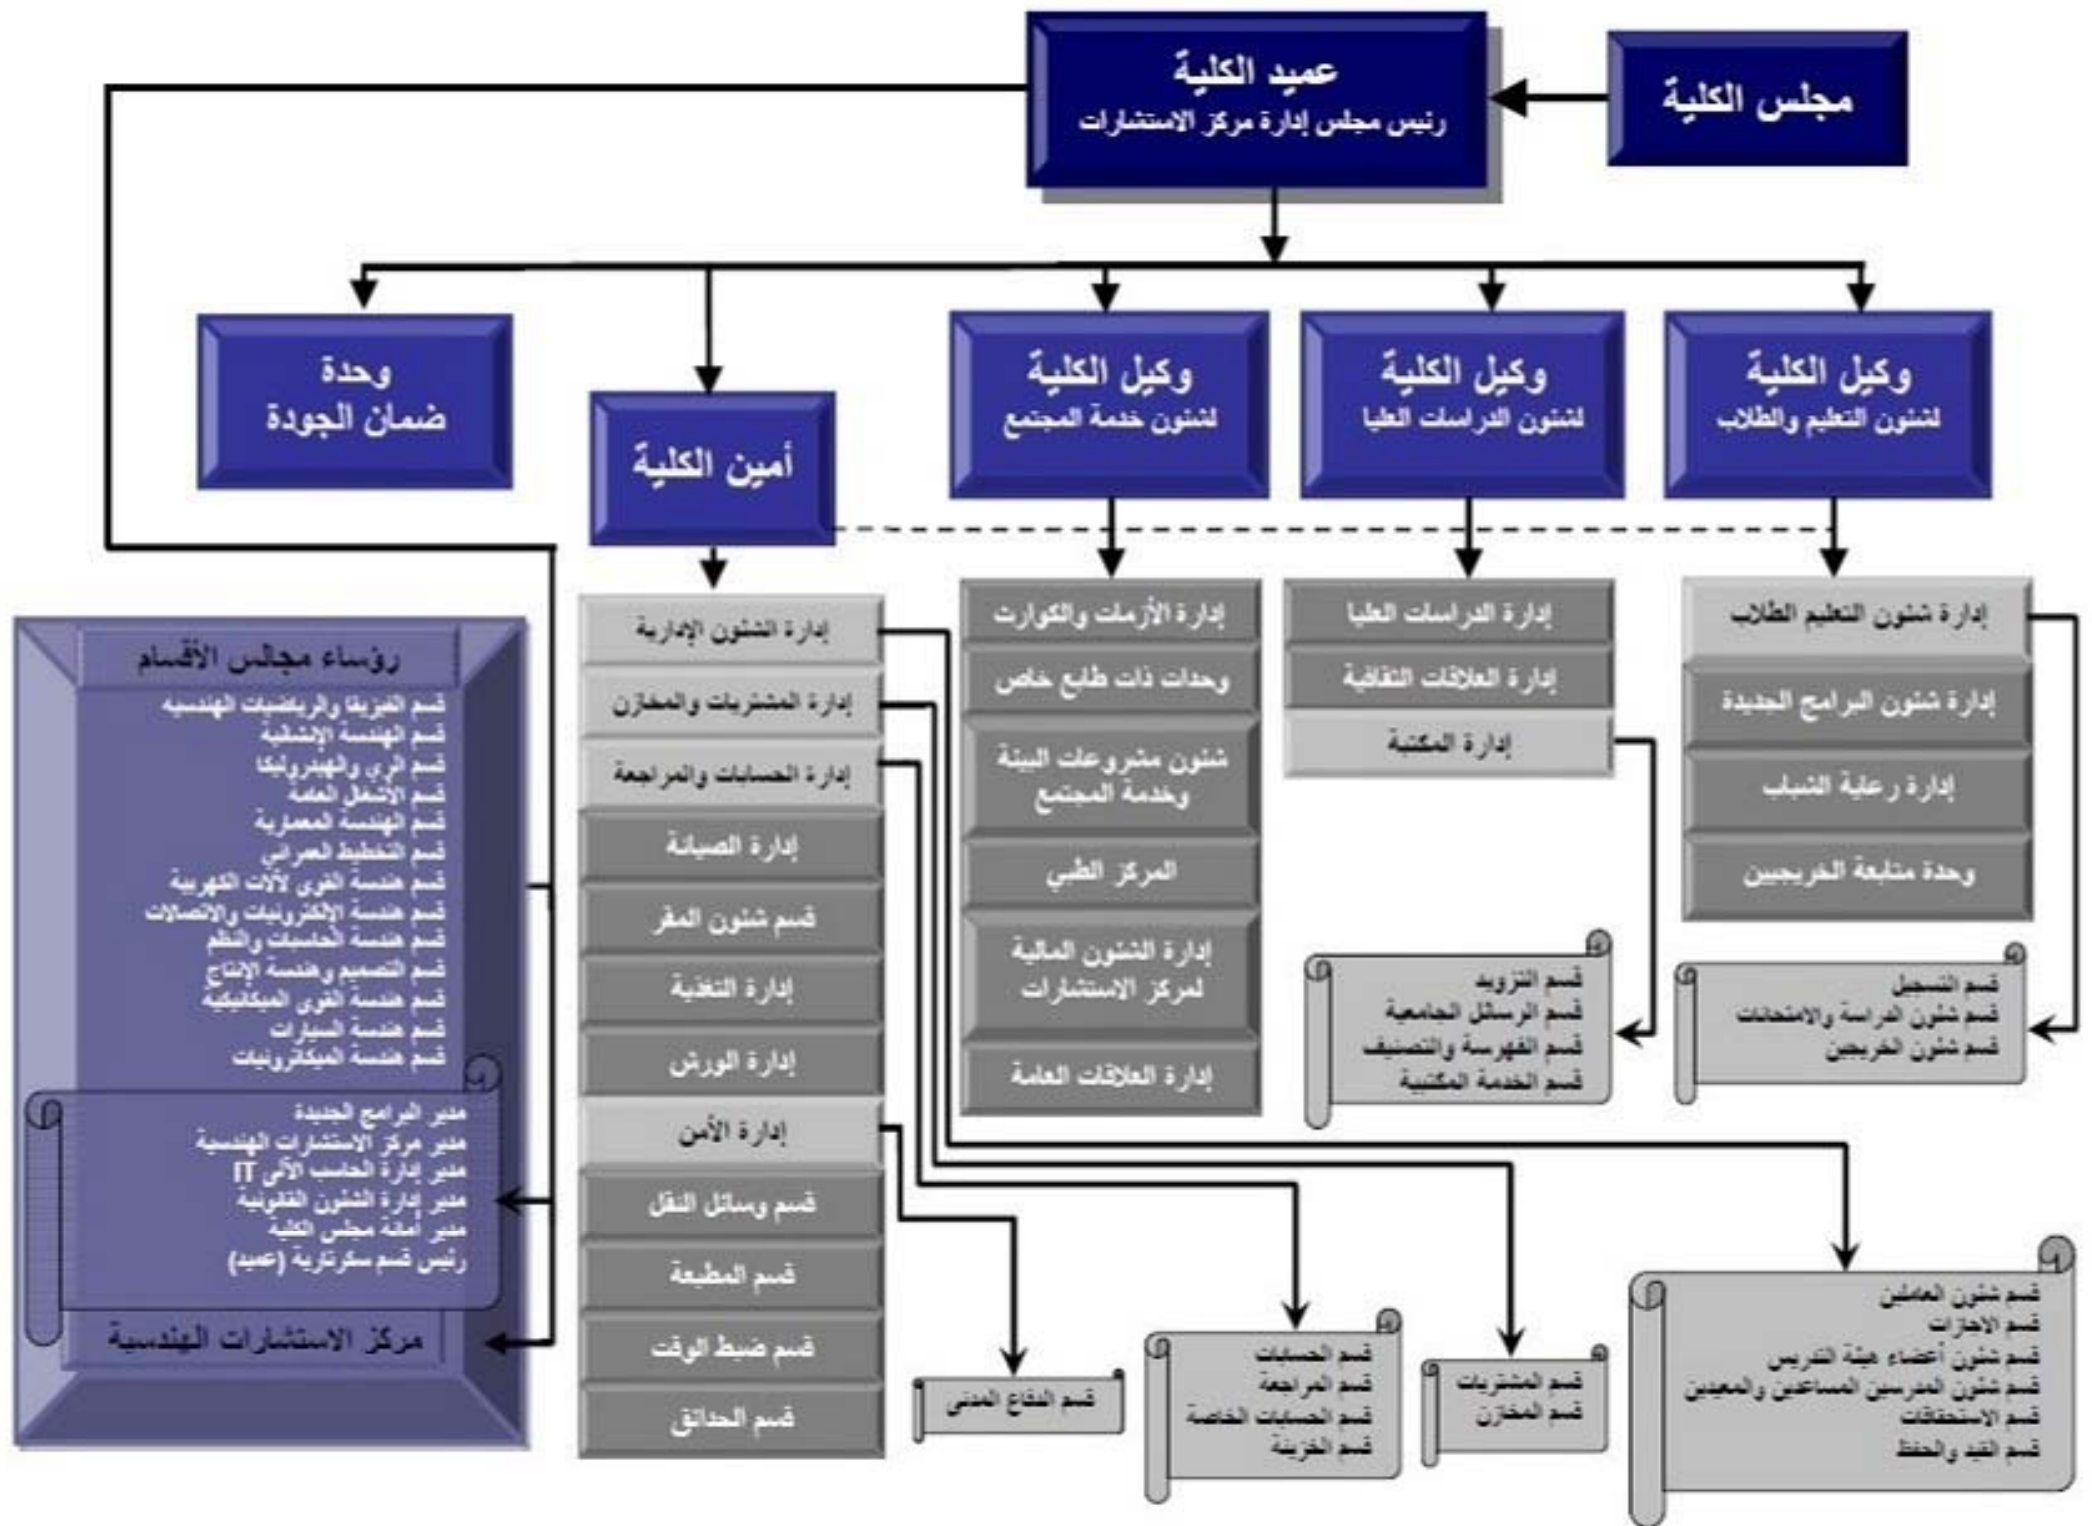 مجلس الكلية
عميد الكلية
رئيس مجلس إدارة مركز الاستشارات
وكيل الكلية
لشئون التعليم والطلاب
وكيل الكلية
لشئون الدراسات العليا
وكيل الكلية
لشئون خدمة المجتمع
أمين الكلية
وحدة
ضمان الجودة
إدارة شئون التعليم الطلاب
إدارة شئون البرامج الجديدة
إدارة رعاية الشباب
وحدة متابعة الخريجيين
قسم التسجيل
قسم شئون الدراسة والامتحانات
قسم شئون الخريجين
إدارة الدراسات العليا
إدارة العلاقات الثقافية
إدارة المكتبة
قسم التزويد
قسم الرسائل الجامعية
قسم الفهرسة والتصنيف
قسم الخدمة المكتبية
إدارة الأزمات والكوارث
وحدات ذات طابع خاص
شئون مشروعات البيئة
وخدمة المجتمع
المركز الطبي
إدارة الشئون المالية
لمركز الاستشارات
إدارة العلاقات العامة
إدارة الشئون الإدارية
إدارة المشتريات والمخازن
إدارة الحسابات والمراجعة
إدارة الصيانة
قسم شئون المقر
إدارة التغذية
إدارة الورش
إدارة الأمن
قسم وسائل النقل
قسم المطبعة
قسم ضبط الوقت
قسم الحدائق
قسم شئون العاملين
قسم الاجازات
قسم شئون أعضاء هيئة التدريس
قسم شئون المدرسين المساعدين والمعيدين
قسم الاستحقاقات
قسم القيد والحفظ
قسم المشتريات
قسم المخازن
قسم الحسابات
قسم المراجعة
قسم الحسابات الخاصة
قسم الخزينة
قسم الدفاع المدنى
رؤساء مجالس الأقسام
قسم الفيزيقا والرياضيات الهندسيه
قسم الهندسة الإنشائية
قسم الري والهيدروليكا
قسم الأشغال العامة
قسم الهندسة المعمارية
قسم التخطيط العمراني
قسم هندسة القوى لآلات الكهربية
قسم هندسة الإلكترونيات والاتصالات
قسم هندسة الحاسبات والنظم
قسم التصميم وهندسة الإنتاج
قسم هندسة القوى الميكانيكية
قسم هندسة السيارات
قسم هندسة الميكاترونيات
مدير البرامج الجديدة
مدير مركز الاستشارات الهندسية
مدير إدارة الحاسب الآلى IT
مدير إدارة الشئون القانونية
مدير أمانة مجلس الكلية
رئيس قسم سكرتارية (عميد)
مركز الاستشارات الهندسية